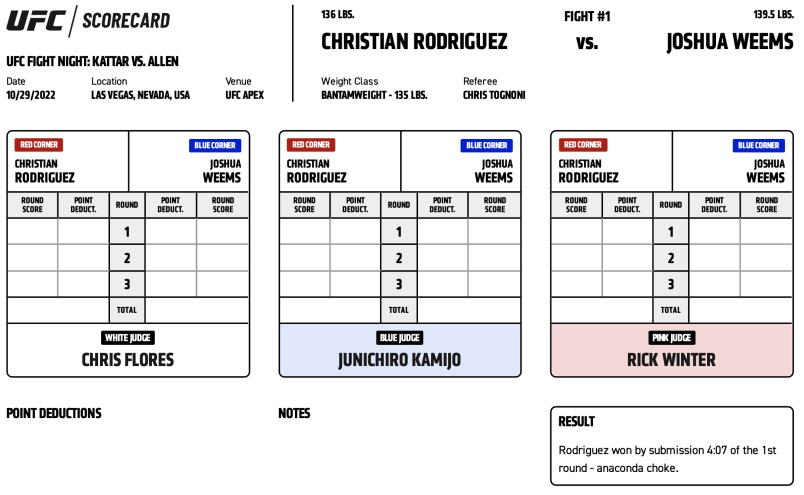 UFC / SCORECARD
UFC FIGHT NIGHT: KATTAR VS. ALLEN
Date
10/29/2022
Location
LAS VEGAS, NEVADA, USA
Venue
UFC APEX
136 LBS.
CHRISTIAN RODRIGUEZ
FIGHT #1
VS.
139.5 LBS.
JOSHUA WEEMS
Weight Class
BANTAMWEIGHT - 135 LBS.
Referee
CHRIS TOGNONI
RED CORNER
BLUE CORNER
CHRISTIAN
RODRIGUEZ
JOSHUA
WEEMS
ROUND SCORE
POINT DEDUCT.
ROUND
POINT DEDUCT.
ROUND SCORE
1
2
3
TOTAL
WHITE JUDGE
CHRIS FLORES
RED CORNER
BLUE CORNER
CHRISTIAN
RODRIGUEZ
JOSHUA
WEEMS
ROUND SCORE
POINT DEDUCT.
ROUND
POINT DEDUCT.
ROUND SCORE
1
2
3
TOTAL
BLUE JUDGE
JUNICHIRO KAMIJO
RED CORNER
BLUE CORNER
CHRISTIAN
RODRIGUEZ
JOSHUA
WEEMS
ROUND SCORE
POINT DEDUCT.
ROUND
POINT DEDUCT.
ROUND SCORE
1
2
3
TOTAL
PINK JUDGE
RICK WINTER
POINT DEDUCTIONS
NOTES
RESULT
Rodriguez won by submission 4:07 of the 1st
round - anaconda choke.